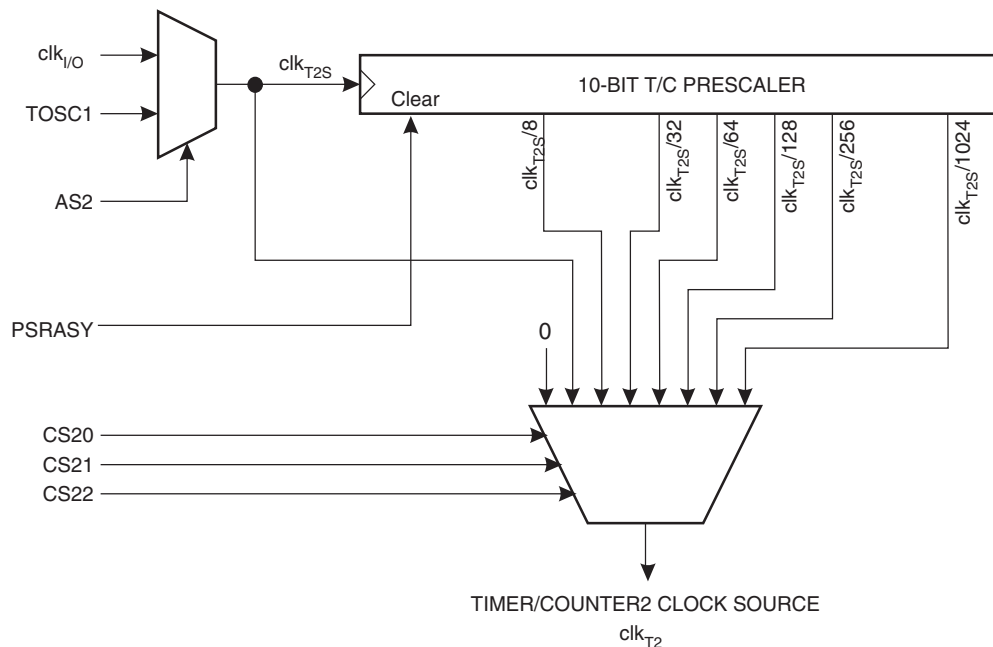 clkI/O
clkT2S
10-BIT T/C PRESCALER
TOSC1
Clear
clkT2S/8
clkT2S/32
clkT2S/64
clkT2S/128
clkT2S/256
clkT2S/1024
AS2
PSRASY
0
CS20
CS21
CS22
TIMER/COUNTER2 CLOCK SOURCE
clkT2